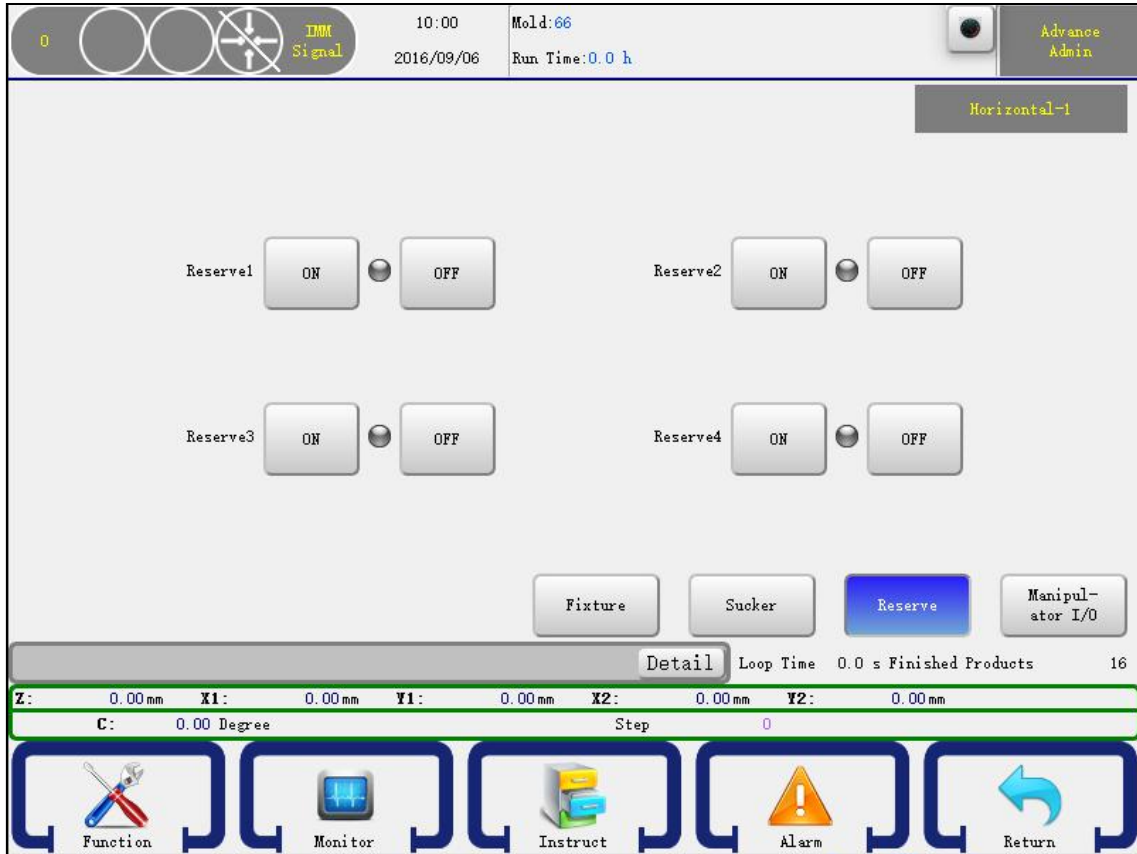 0
IMM
Signal
10:00
2016/09/06
Mold:66
Run Time:0.0 h
Advance
Admin
Horizontal-1
Reserve1 ON OFF Reserve2 ON OFF
Reserve3 ON OFF Reserve4 ON OFF
Fixture Sucker Reserve Manipul-
ator I/O
Detail Loop Time 0.0 s Finished Products 16
Z: 0.00 mm X1: 0.00 mm Y1: 0.00 mm X2: 0.00 mm Y2: 0.00 mm
C: 0.00 Degree Step 0
Function Monitor Instruct Alarm Return